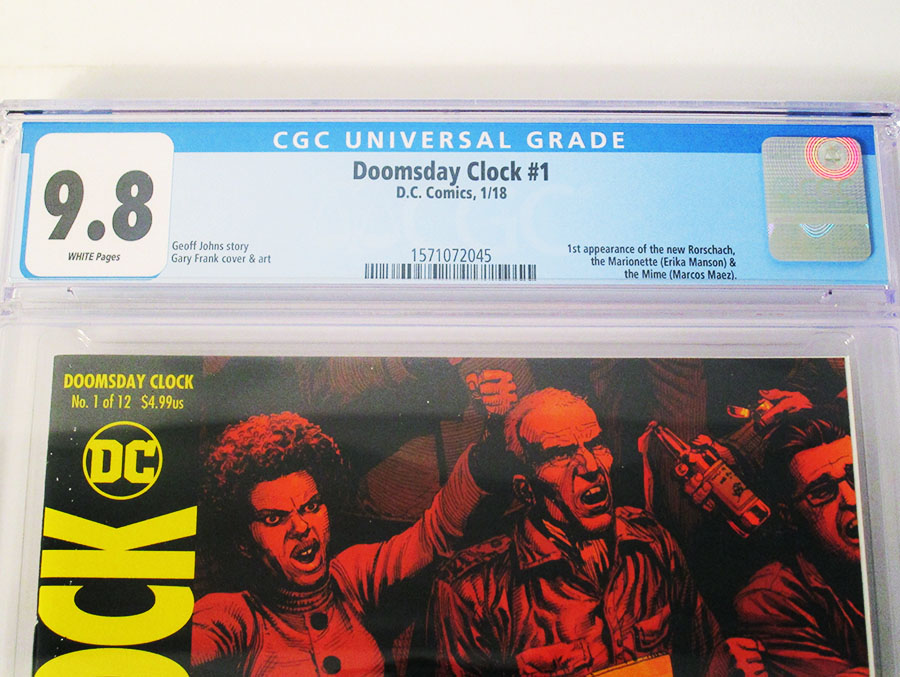 CGC UNIVERSAL GRADE
9.8
WHITE Pages
Doomsday Clock #1
D.C. Comics, 1/18
Geoff Johns story
Gary Frank cover & art
1571072045
1st appearance of the new Rorschach,
the Marionette (Erika Manson) &
the Mime (Marcos Maez).
DOOMSDAY CLOCK
No. 1 of 12 $4.99us
DC
OCK